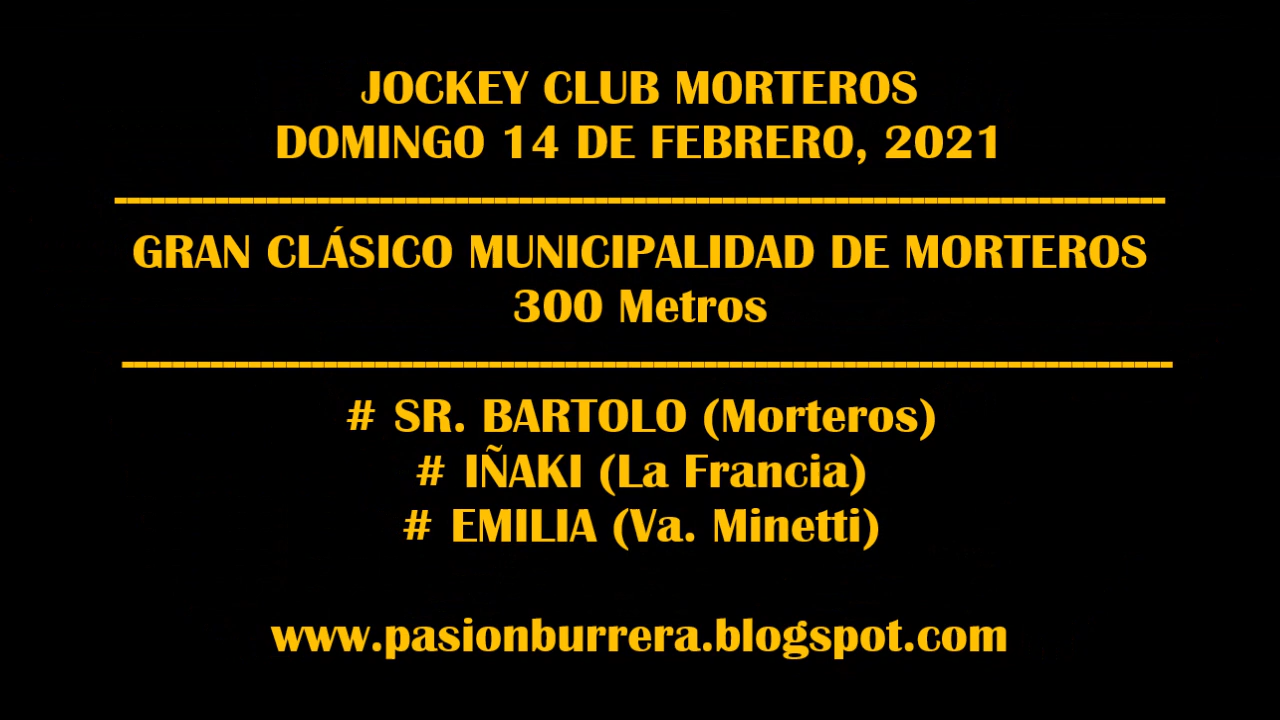 JOCKEY CLUB MORTEROS
DOMINGO 14 DE FEBRERO, 2021
GRAN CLÁSICO MUNICIPALIDAD DE MORTEROS
300 Metros
# SR. BARTOLO (Morteros)
# IÑAKI (La Francia)
# EMILIA (Va. Minetti)
www.pasionburrera.blogspot.com